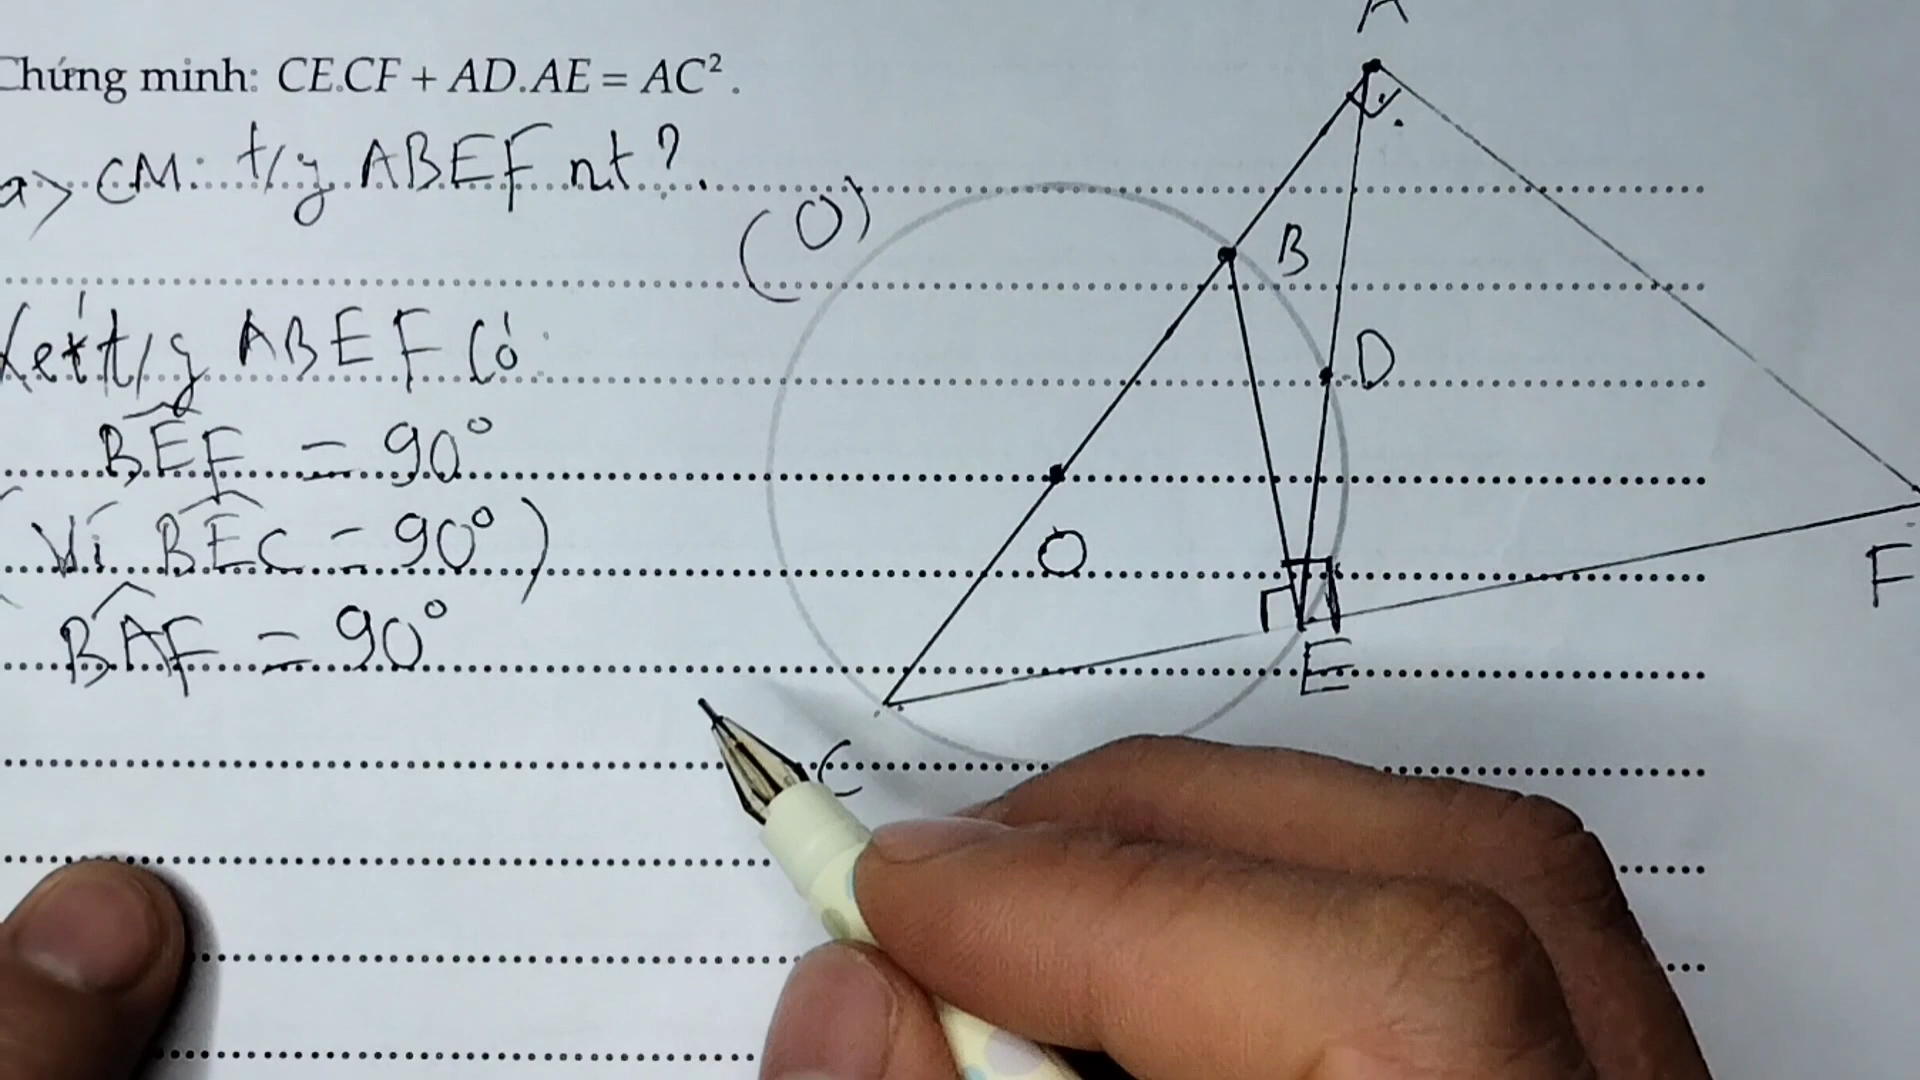 Chứng minh: CE.CF + AD.AE = AC².
a> CM: t/g ABEF nt?
(O)
Xét t/g ABEF có:
BEF = 90°
(Vì BEC = 90°)
BAF = 90°
A
B
D
O
F
E
C